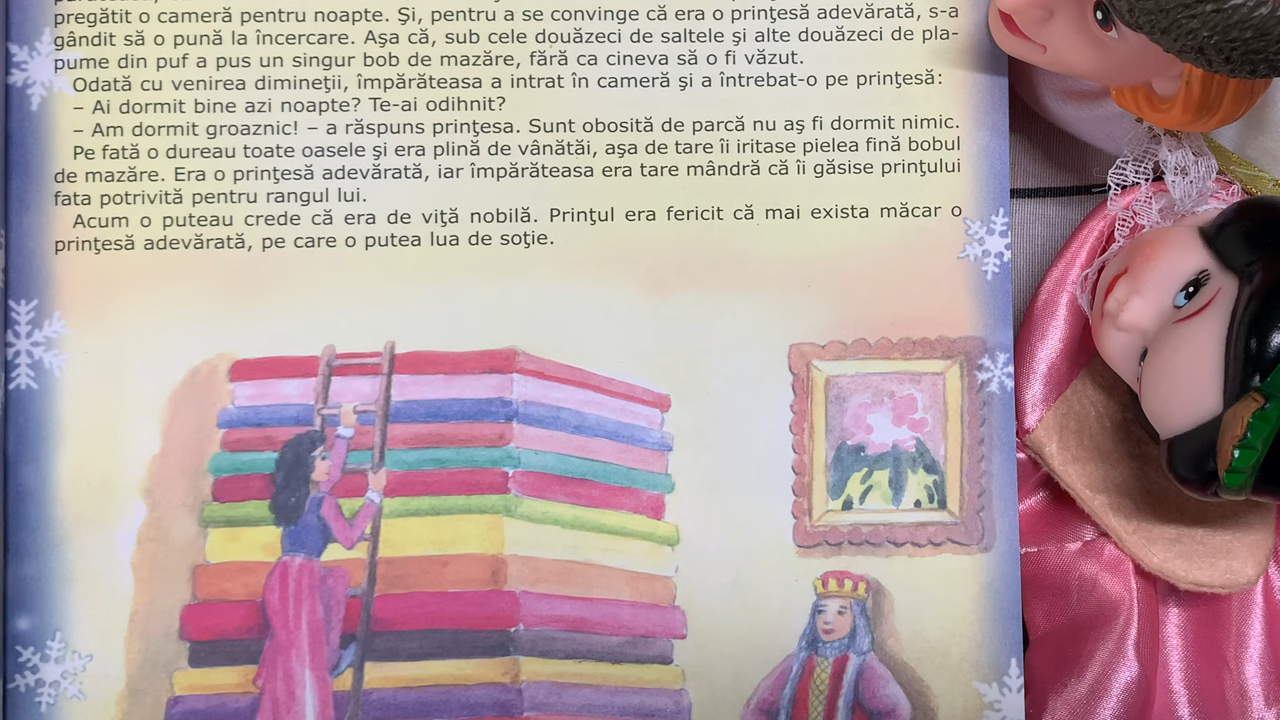 pregătit o cameră pentru noapte. Şi, pentru a se convinge că era o prinţesă adevărată, s-a
gândit să o pună la încercare. Aşa că, sub cele douăzeci de saltele şi alte douăzeci de pla-
pume din puf a pus un singur bob de mazăre, fără ca cineva să o fi văzut.
Odată cu venirea dimineţii, împărăteasa a intrat în cameră şi a întrebat-o pe prinţesă:
– Ai dormit bine azi noapte? Te-ai odihnit?
– Am dormit groaznic! – a răspuns prinţesa. Sunt obosită de parcă nu aş fi dormit nimic.
Pe fată o dureau toate oasele şi era plină de vânătăi, aşa de tare îi iritase pielea fină bobul
de mazăre. Era o prinţesă adevărată, iar împărăteasa era tare mândră că îi găsise prinţului
fata potrivită pentru rangul lui.
Acum o puteau crede că era de viţă nobilă. Prinţul era fericit că mai exista măcar o
prinţesă adevărată, pe care o putea lua de soţie.